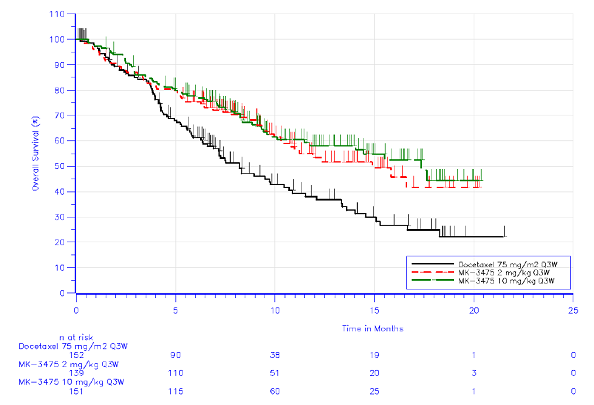 110
100
90
80
70
60
50
40
30
20
10
0
Overall Survival (%)
0 5 10 15 20 25
Time in Months
Docetaxel 75 mg/m2 Q3W
MK-3475 2 mg/kg Q3W
MK-3475 10 mg/kg Q3W
n at risk
Docetaxel 75 mg/m2 Q3W
152 90 38 19 1 0
MK-3475 2 mg/kg Q3W
139 110 51 20 3 0
MK-3475 10 mg/kg Q3W
151 115 60 25 1 0